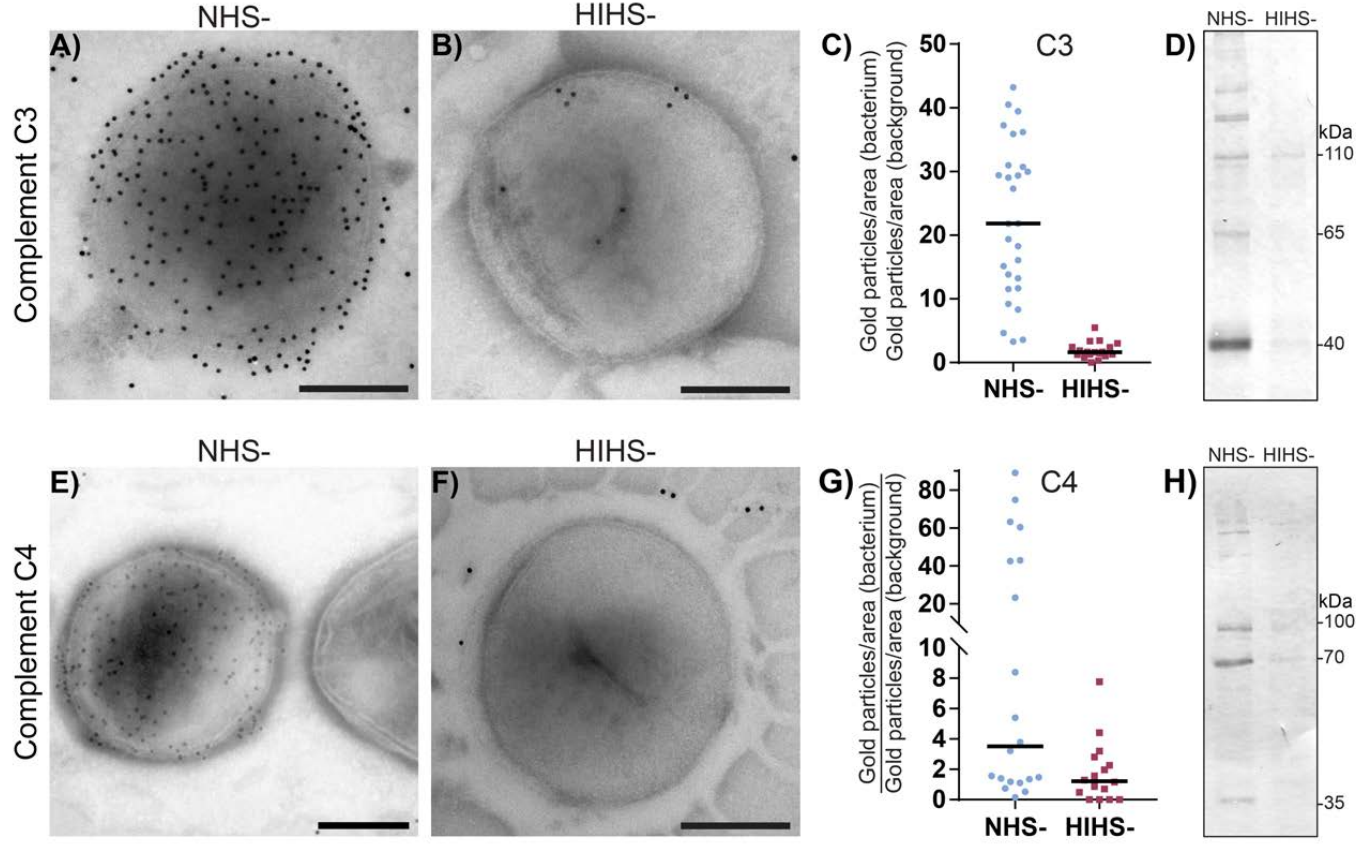 NHS-
HIHS-
A)
B)
C)
C3
D)
NHS- HIHS-
Complement C3
Gold particles/area (bacterium)
Gold particles/area (background)
50
40
30
20
10
0
NHS- HIHS-
kDa
110
65
40
NHS-
HIHS-
E)
F)
G)
C4
H)
NHS- HIHS-
Complement C4
Gold particles/area (bacterium)
Gold particles/area (background)
80
60
40
20
10
8
6
4
2
0
NHS- HIHS-
kDa
100
70
35